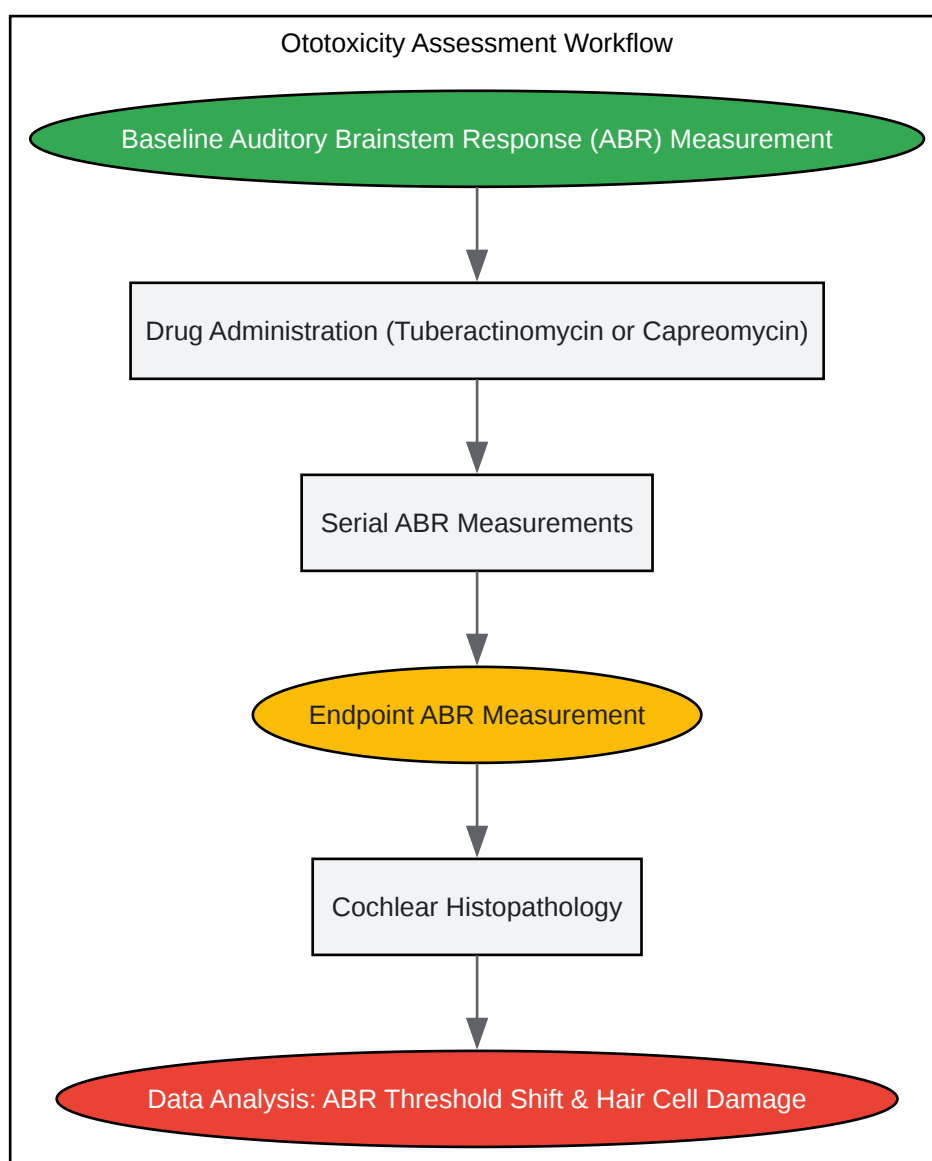 Ototoxicity Assessment Workflow
Baseline Auditory Brainstem Response (ABR) Measurement
Drug Administration (Tuberactinomycin or Capreomycin)
Serial ABR Measurements
Endpoint ABR Measurement
Cochlear Histopathology
Data Analysis: ABR Threshold Shift & Hair Cell Damage